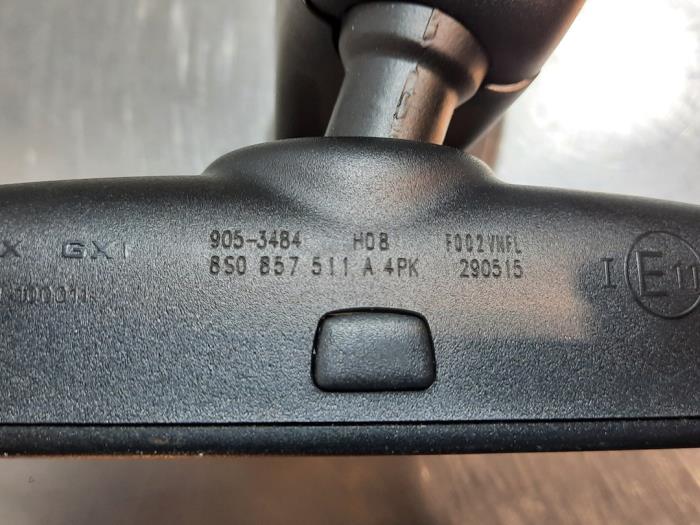 905-3484 H08 F002VNFL
8S0 857 511 A 4PK 290515
X GX1
I E11